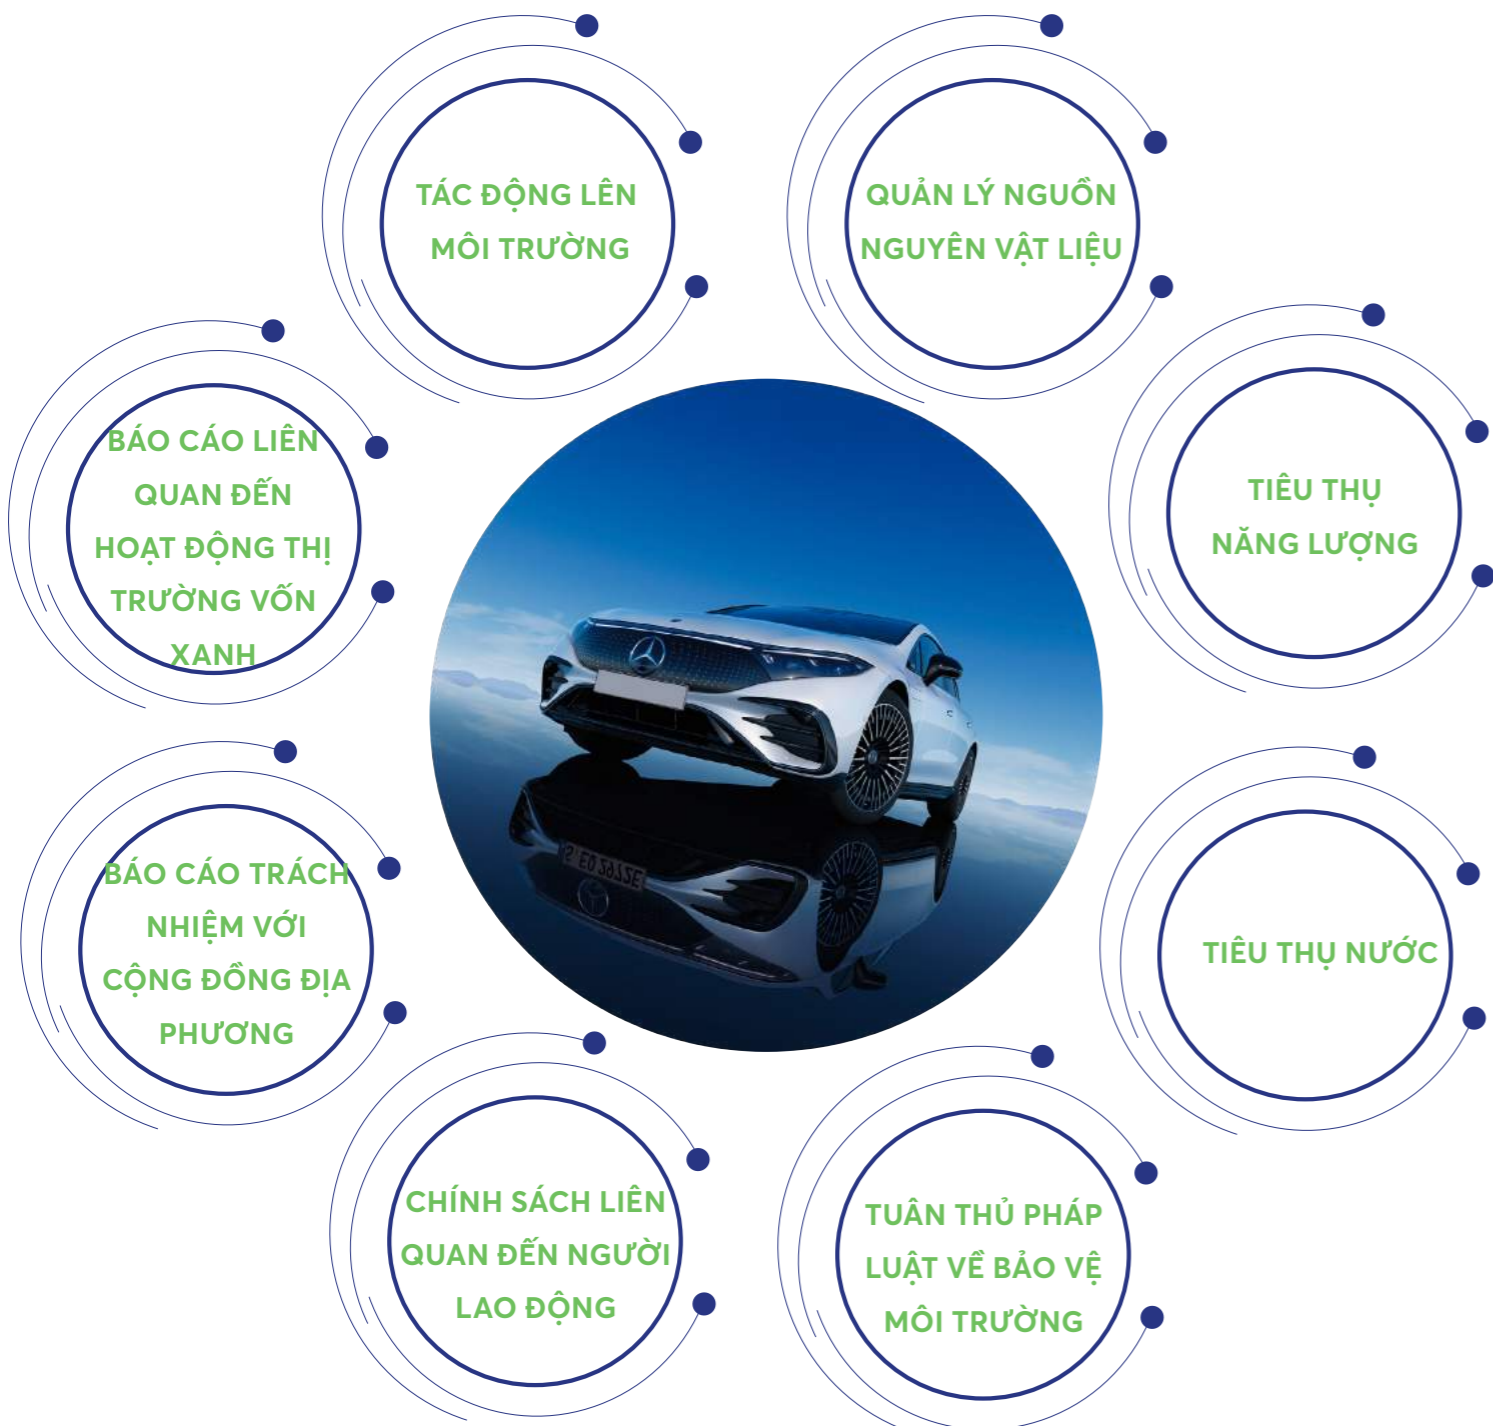 TÁC ĐỘNG LÊN
MÔI TRƯỜNG
QUẢN LÝ NGUỒN
NGUYÊN VẬT LIỆU
TIÊU THỤ
NĂNG LƯỢNG
TIÊU THỤ NƯỚC
TUÂN THỦ PHÁP
LUẬT VỀ BẢO VỆ
MÔI TRƯỜNG
CHÍNH SÁCH LIÊN
QUAN ĐẾN NGƯỜI
LAO ĐỘNG
BÁO CÁO TRÁCH
NHIỆM VỚI
CỘNG ĐỒNG ĐỊA
PHƯƠNG
BÁO CÁO LIÊN
QUAN ĐẾN
HOẠT ĐỘNG THỊ
TRƯỜNG VỐN
XANH